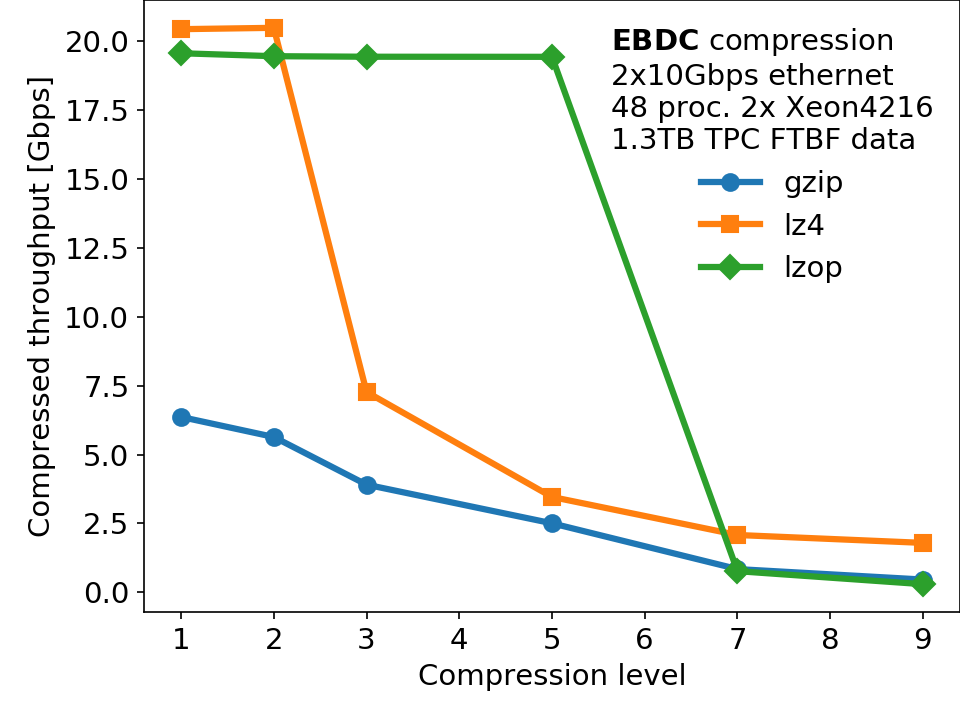 EBDC compression
2x10Gbps ethernet
48 proc. 2x Xeon4216
1.3TB TPC FTBF data
gzip
lz4
lzop
Compressed throughput [Gbps]
20.0
17.5
15.0
12.5
10.0
7.5
5.0
2.5
0.0
1 2 3 4 5 6 7 8 9
Compression level